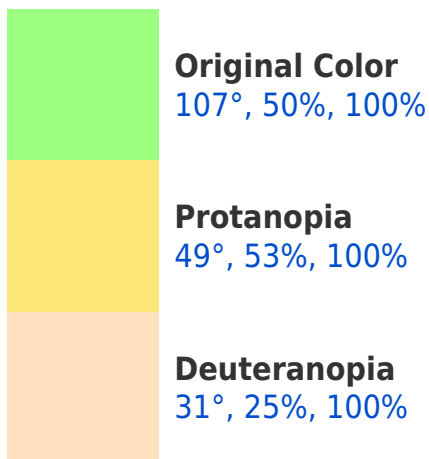 Original Color
107°, 50%, 100%
Protanopia
49°, 53%, 100%
Deuteranopia
31°, 25%, 100%